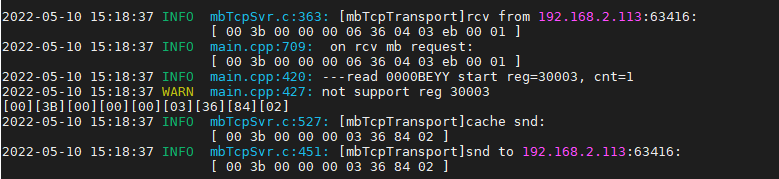 2022-05-10 15:18:37 INFO  mbTcpSvr.c:363: [mbTcpTransport]rcv from 192.168.2.113:63416:
[ 00 3b 00 00 00 06 36 04 03 eb 00 01 ]
2022-05-10 15:18:37 INFO  main.cpp:709:  on rcv mb request:
[ 00 3b 00 00 00 06 36 04 03 eb 00 01 ]
2022-05-10 15:18:37 INFO  main.cpp:420: ---read 0000BEYY start reg=30003, cnt=1
2022-05-10 15:18:37 WARN  main.cpp:427: not support reg 30003
[00][3B][00][00][00][03][36][84][02]
2022-05-10 15:18:37 INFO  mbTcpSvr.c:527: [mbTcpTransport]cache snd:
[ 00 3b 00 00 00 03 36 84 02 ]
2022-05-10 15:18:37 INFO  mbTcpSvr.c:451: [mbTcpTransport]snd to 192.168.2.113:63416:
[ 00 3b 00 00 00 03 36 84 02 ]